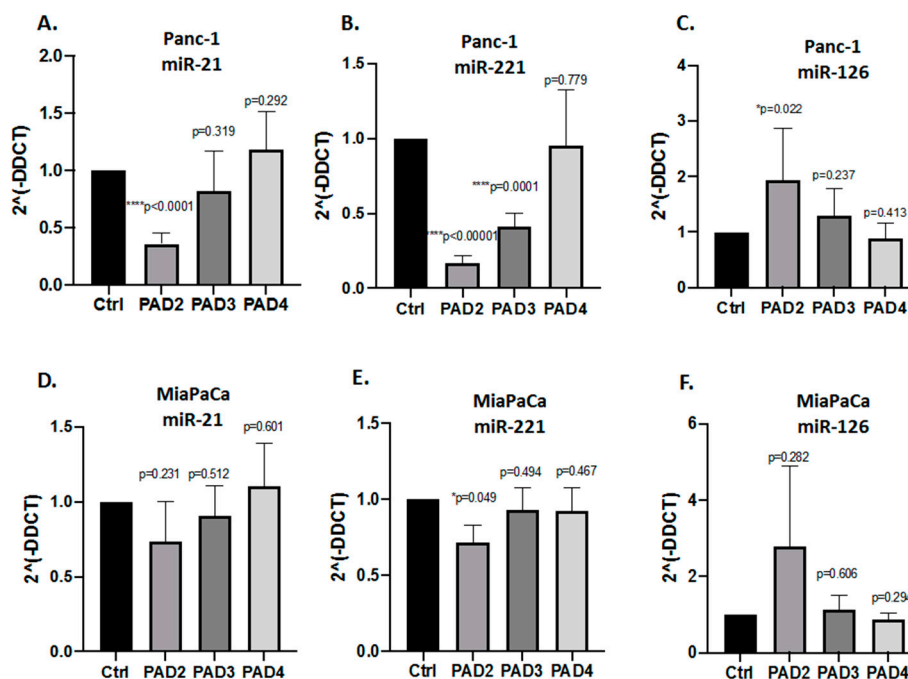 A.
Panc-1
miR-21
2^(-DDCT)
2.0
1.5
1.0
0.5
0.0
****p<0.0001
p=0.319
p=0.292
Ctrl PAD2 PAD3 PAD4
B.
Panc-1
miR-221
2^(-DDCT)
1.5
1.0
0.5
0.0
****p<0.00001
****p=0.0001
p=0.779
Ctrl PAD2 PAD3 PAD4
C.
Panc-1
miR-126
2^(-DDCT)
4
3
2
1
0
*p=0.022
p=0.237
p=0.413
Ctrl PAD2 PAD3 PAD4
D.
MiaPaCa
miR-21
2^(-DDCT)
1.5
1.0
0.5
0.0
p=0.231
p=0.512
p=0.601
Ctrl PAD2 PAD3 PAD4
E.
MiaPaCa
miR-221
2^(-DDCT)
1.5
1.0
0.5
0.0
*p=0.049
p=0.494
p=0.467
Ctrl PAD2 PAD3 PAD4
F.
MiaPaCa
miR-126
2^(-DDCT)
6
4
2
0
p=0.282
p=0.606
p=0.294
Ctrl PAD2 PAD3 PAD4